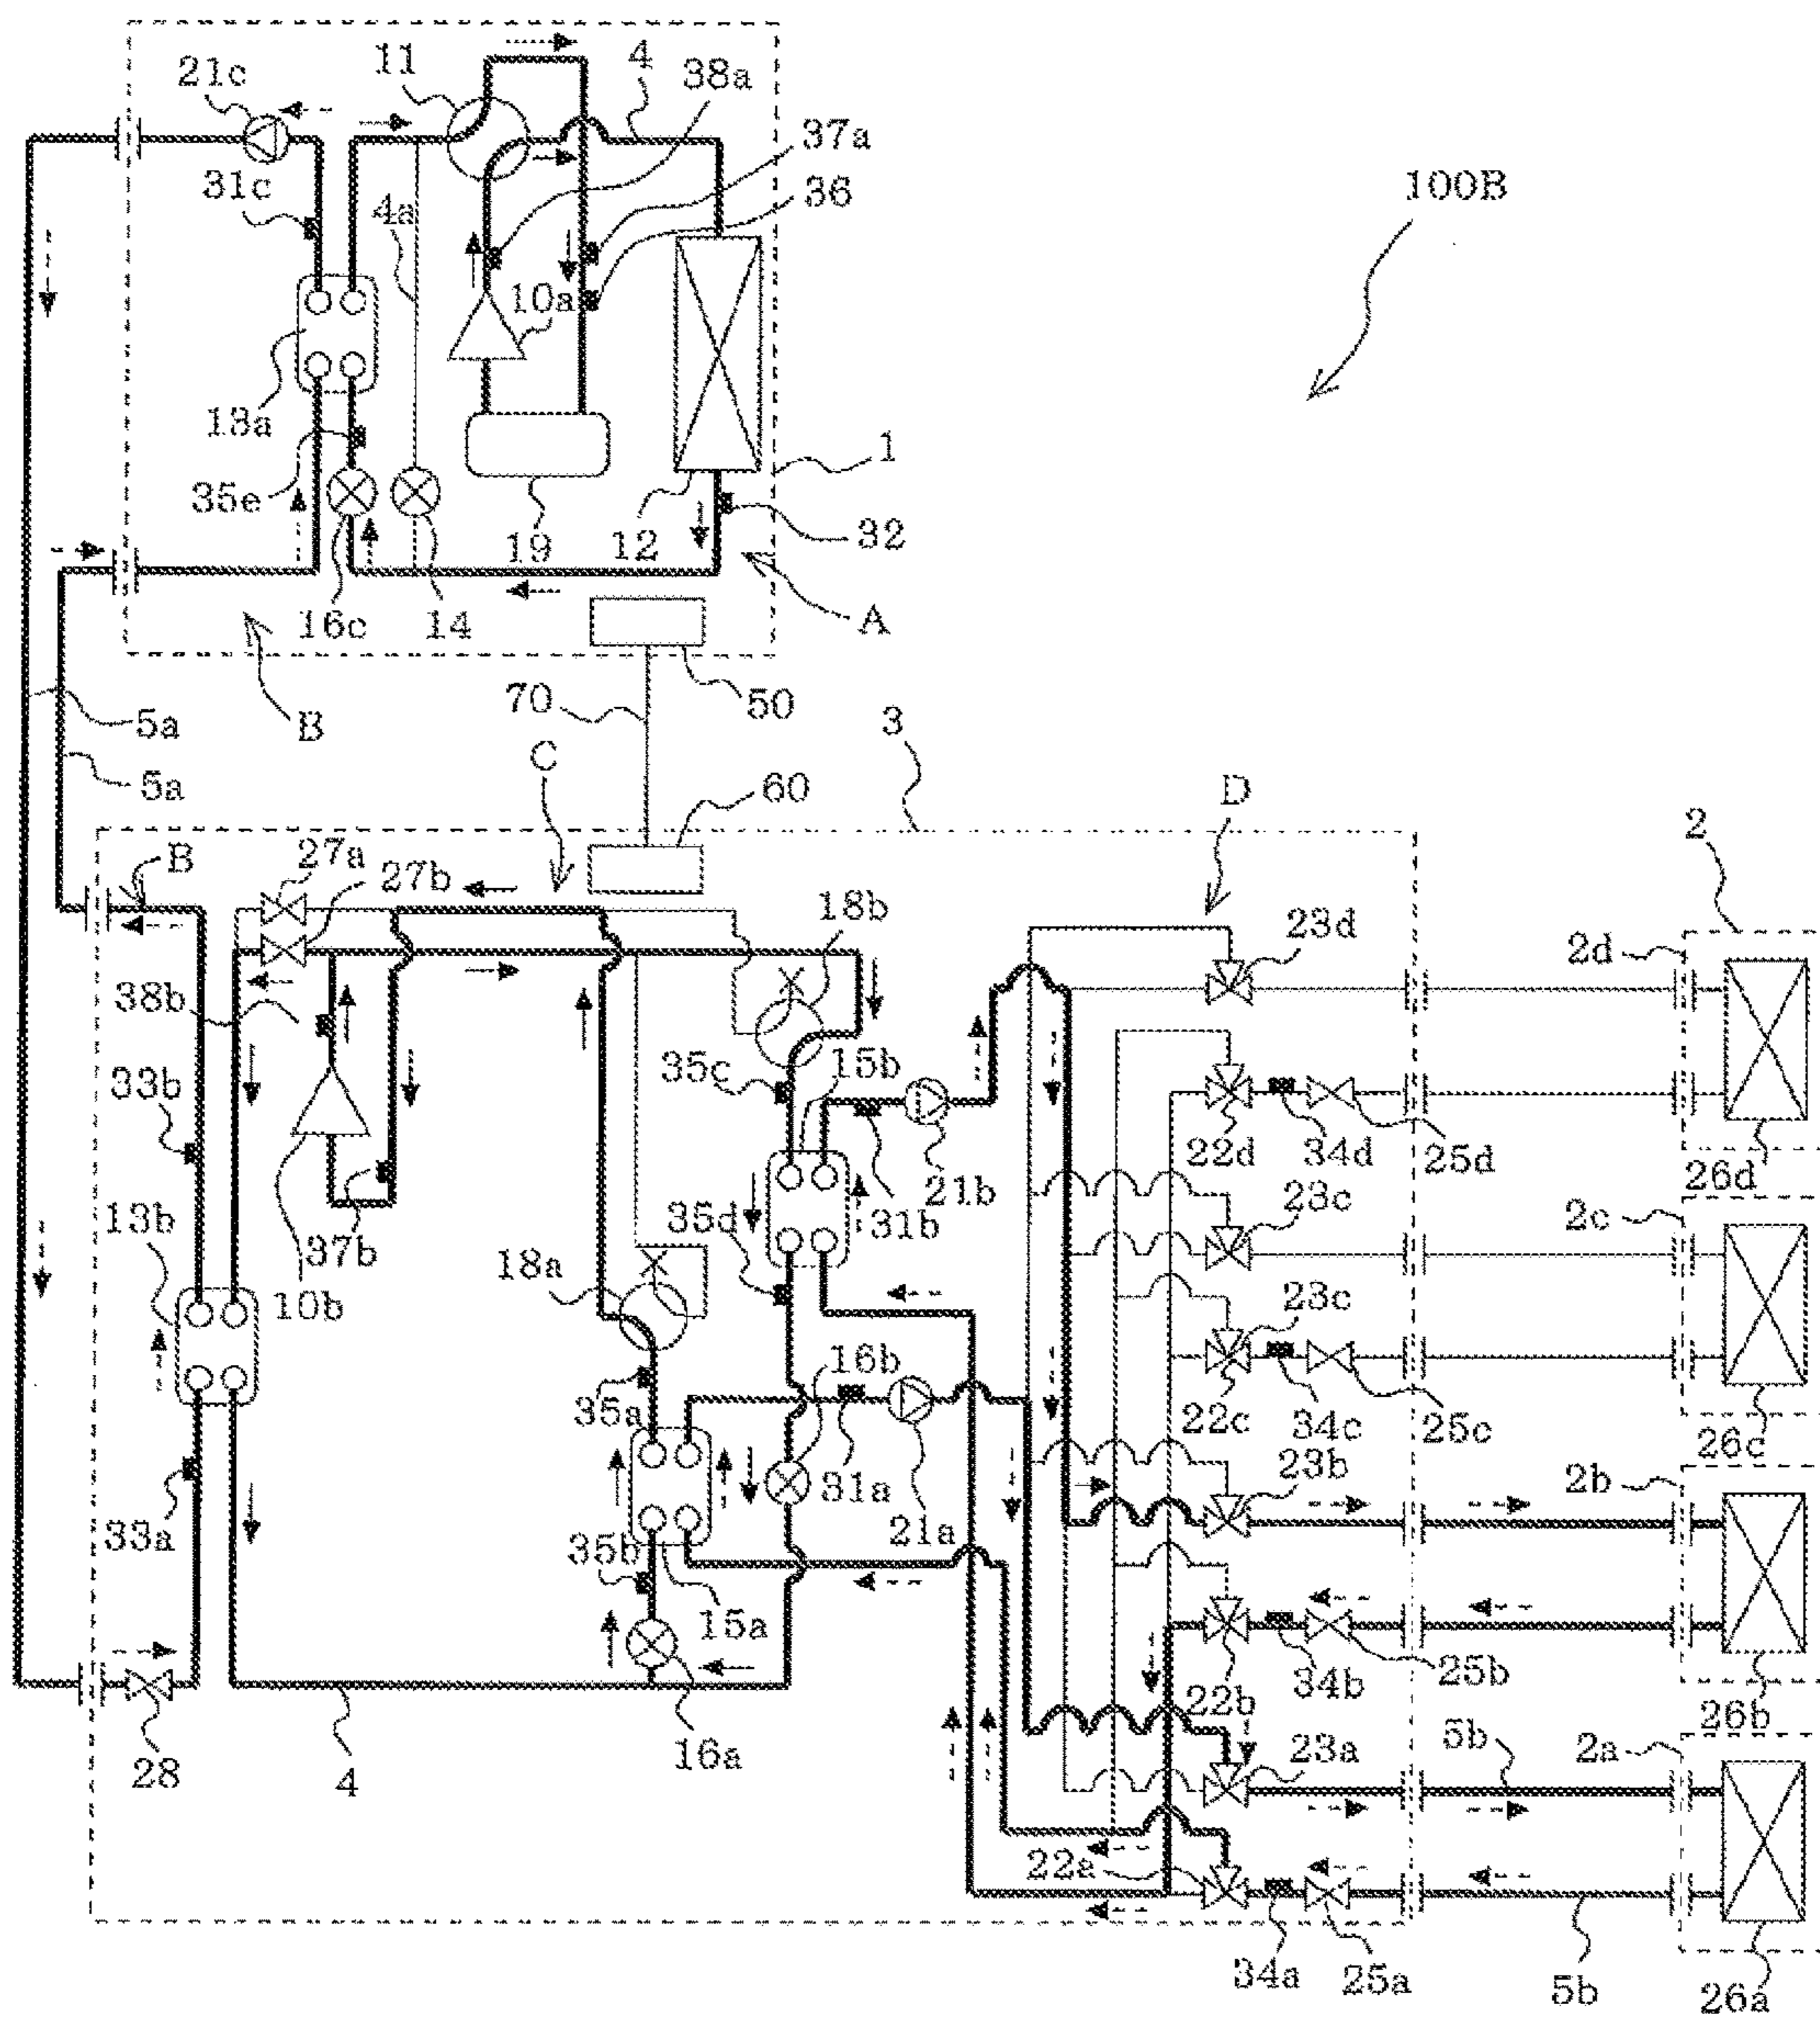 11
4
21c
38a
37a
31c
36
100B
4a
10a
13a
1
35e
32
19
12
16c
14
A
5a
B
70
50
3
5a
C
60
D
2
B
27a
27b
18b
23d
2d
38b
35c
15b
33b
22d
34d
25d
21b
26d
13b
35d
31b
23c
2c
37b
18a
10b
23c
16b
35a
22c
34c
25c
26c
23b
31a
2b
33a
35b
21a
15a
34b
25b
22b
26b
28
4
16a
23a
5b
2a
22a
34a
25a
5b
26a